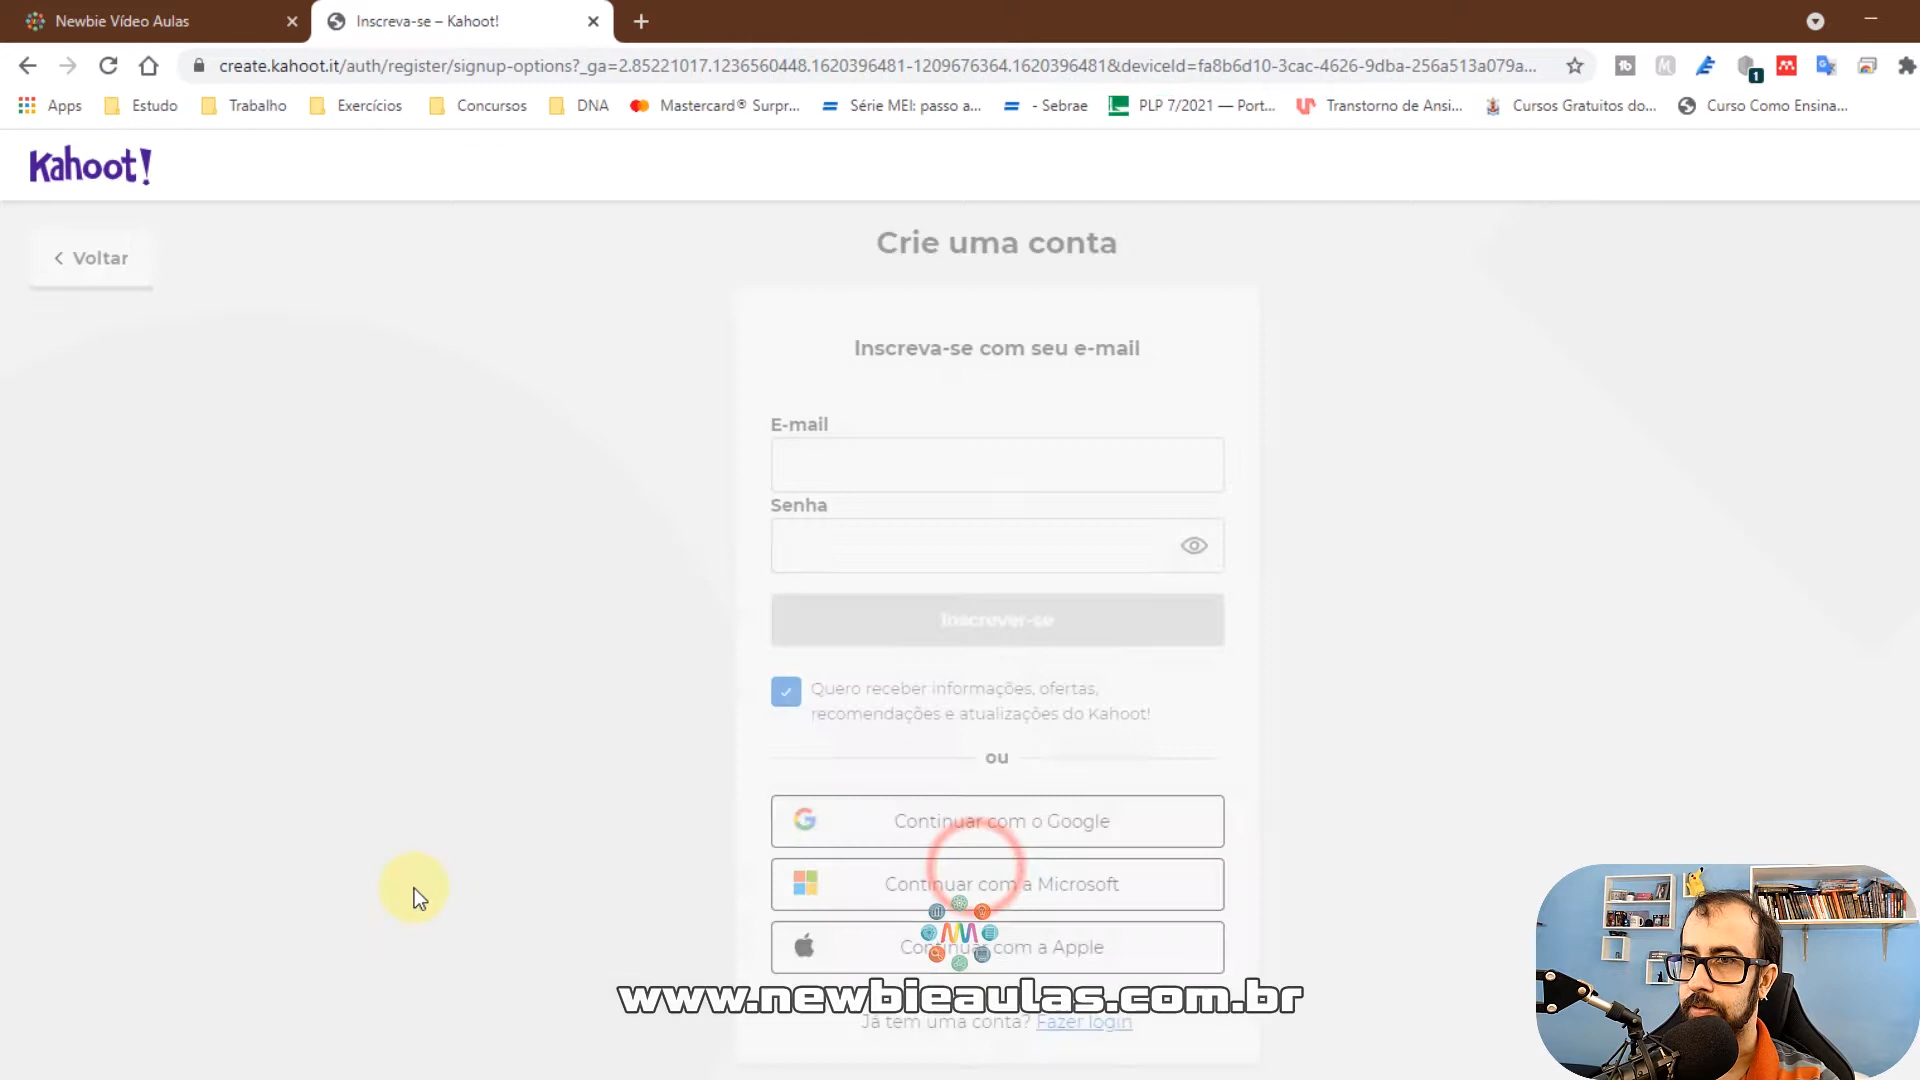 Newbie Vídeo Aulas
Inscreva-se – Kahoot!
create.kahoot.it/auth/register/signup-options?_ga=2.85221017.1236560448.1620396481-1209676364.1620396481&deviceId=fa8b6d10-3cac-4626-9dba-256a513a079a...
1
Apps
Estudo
Trabalho
Exercícios
Concursos
DNA
Mastercard® Surpr...
Série MEI: passo a...
- Sebrae
PLP 7/2021 — Port...
Transtorno de Ansi...
Cursos Gratuitos do...
Curso Como Ensina...
Kahoot!
Voltar
Crie uma conta
Inscreva-se com seu e-mail
E-mail
Senha
Inscrever-se
Quero receber informações, ofertas,
recomendações e atualizações do Kahoot!
ou
Continuar com o Google
Continuar com a Microsoft
Continuar com a Apple
www.newbieaulas.com.br
Já tem uma conta? Fazer login